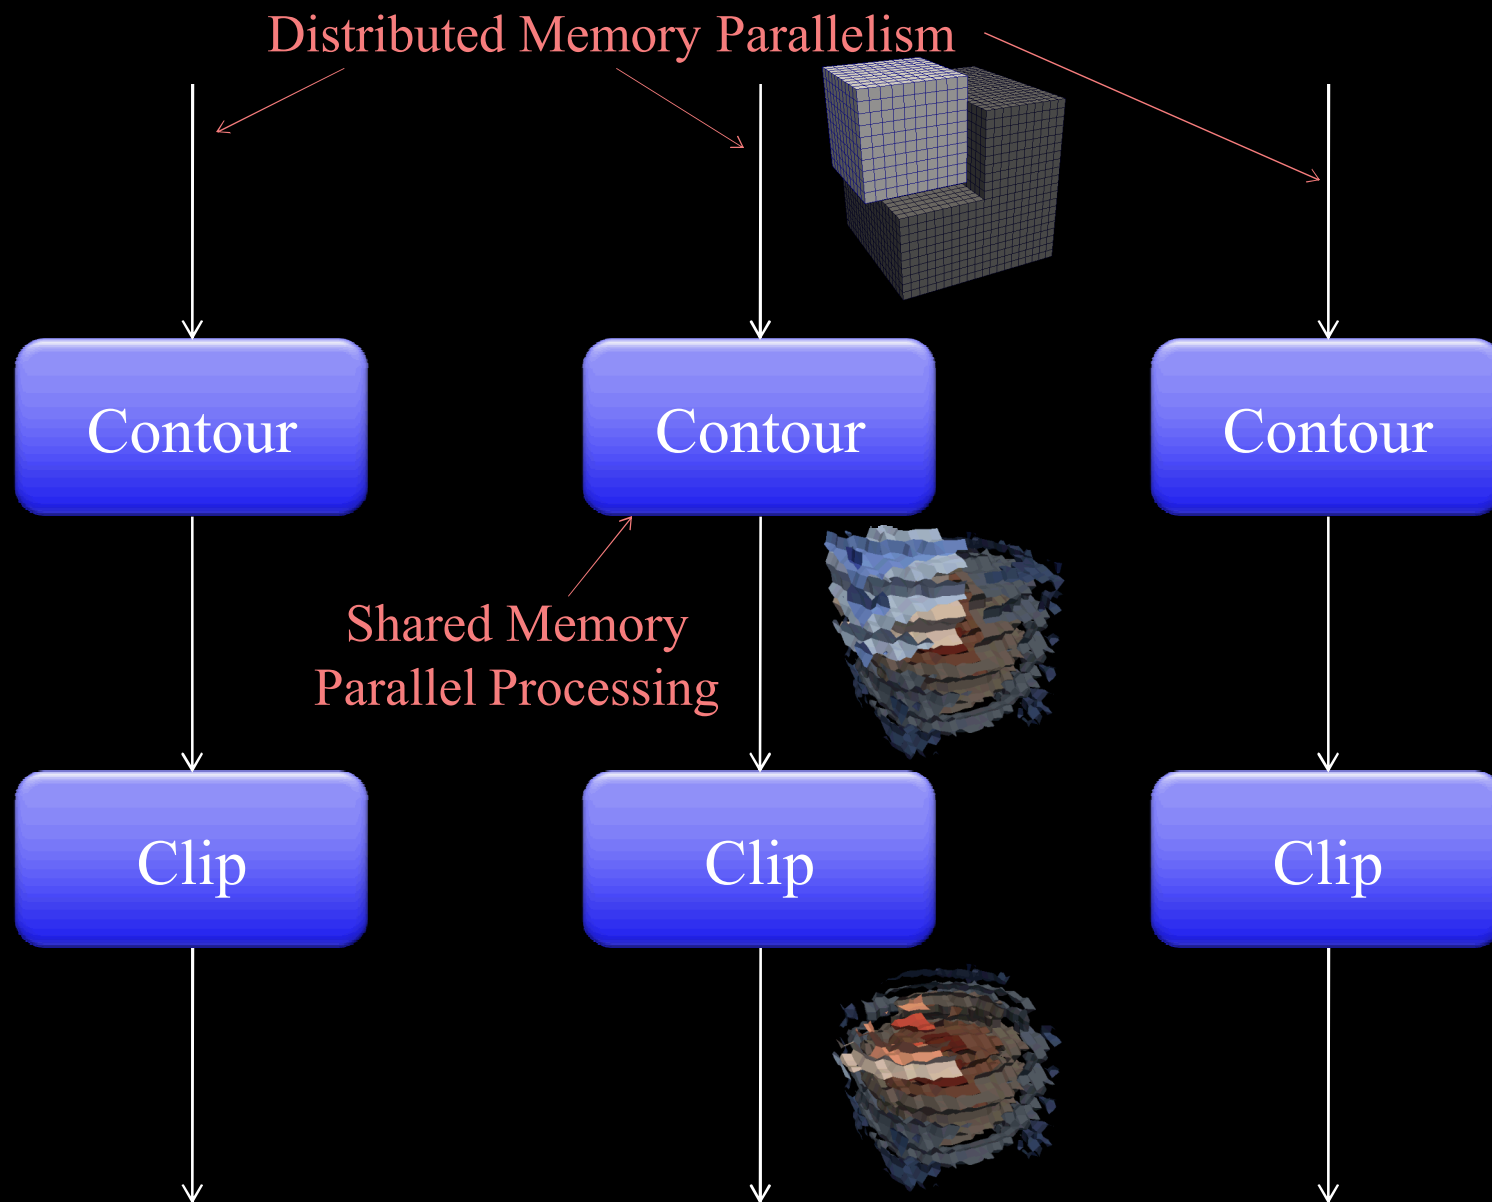 Distributed Memory Parallelism
Contour
Contour
Contour
Shared Memory
Parallel Processing
Clip
Clip
Clip